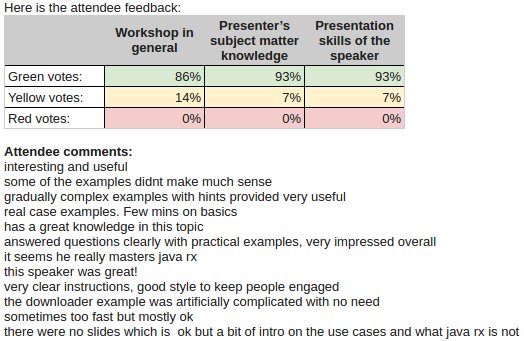 Here is the attendee feedback:
Workshop in general Presenter's subject matter knowledge Presentation skills of the speaker
Green votes: 86% 93% 93%
Yellow votes: 14% 7% 7%
Red votes: 0% 0% 0%
Attendee comments:
interesting and useful
some of the examples didnt make much sense
gradually complex examples with hints provided very useful
real case examples. Few mins on basics
has a great knowledge in this topic
answered questions clearly with practical examples, very impressed overall
it seems he really masters java rx
this speaker was great!
very clear instructions, good style to keep people engaged
the downloader example was artificially complicated with no need
sometimes too fast but mostly ok
there were no slides which is  ok but a bit of intro on the use cases and what java rx is not